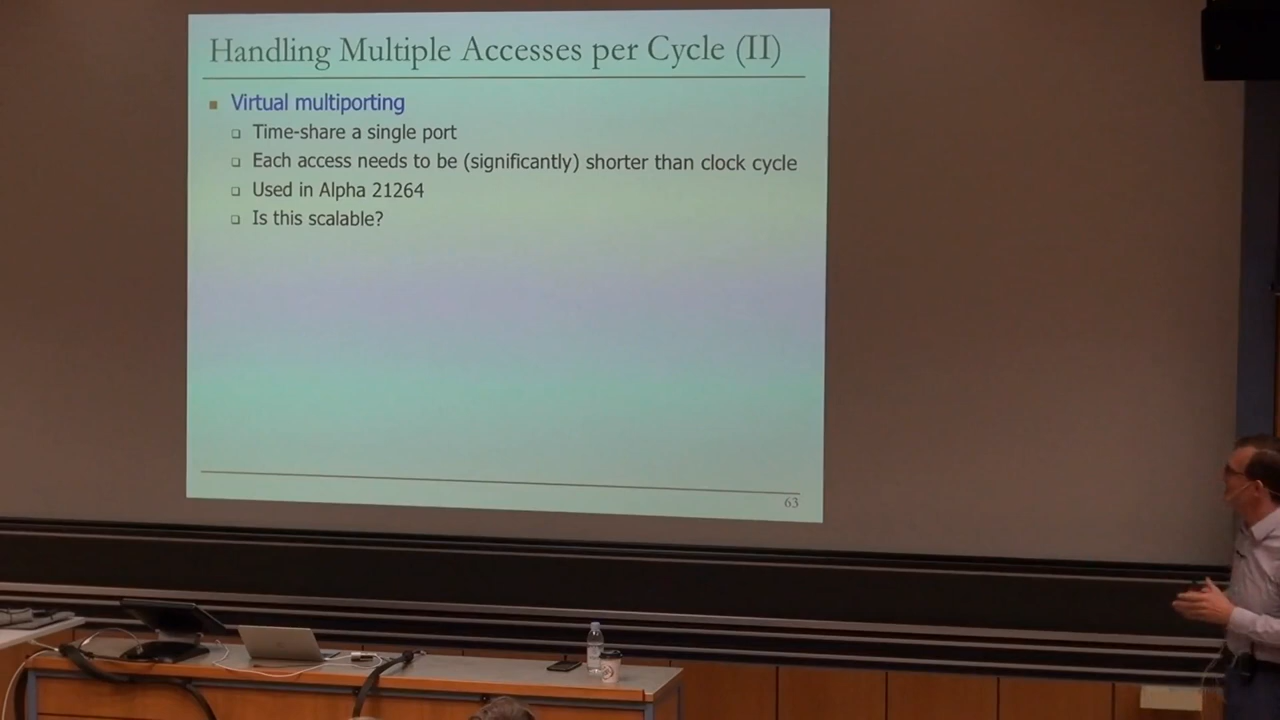 Handling Multiple Accesses per Cycle (II)
Virtual multiporting
Time-share a single port
Each access needs to be (significantly) shorter than clock cycle
Used in Alpha 21264
Is this scalable?
63